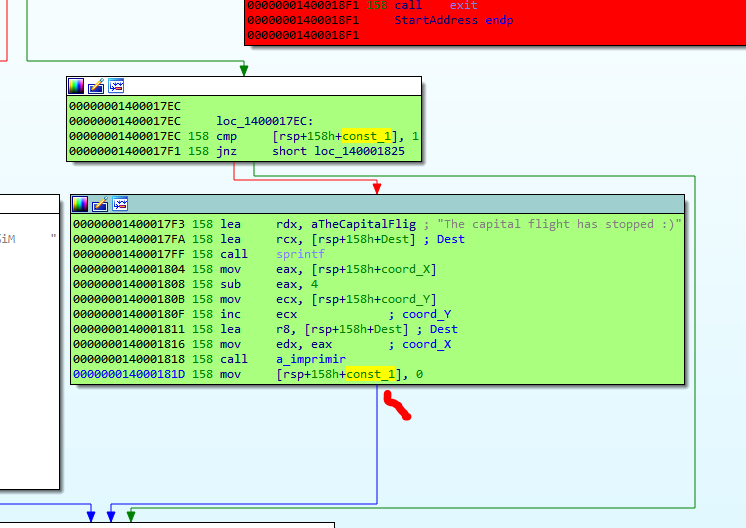 00000001400018F1 158 call    exit
00000001400018F1     StartAddress endp
00000001400018F1
00000001400017EC
00000001400017EC     loc_1400017EC:
00000001400017EC 158 cmp     [rsp+158h+const_1], 1
00000001400017F1 158 jnz     short loc_140001825
SiM     "
00000001400017F3 158 lea     rdx, aTheCapitalFlig ; "The capital flight has stopped :)"
00000001400017FA 158 lea     rcx, [rsp+158h+Dest] ; Dest
00000001400017FF 158 call    sprintf
0000000140001804 158 mov     eax, [rsp+158h+coord_X]
0000000140001808 158 sub     eax, 4
000000014000180B 158 mov     ecx, [rsp+158h+coord_Y]
000000014000180F 158 inc     ecx             ; coord_Y
0000000140001811 158 lea     r8, [rsp+158h+Dest] ; Dest
0000000140001816 158 mov     edx, eax        ; coord_X
0000000140001818 158 call    a_imprimir
000000014000181D 158 mov     [rsp+158h+const_1], 0